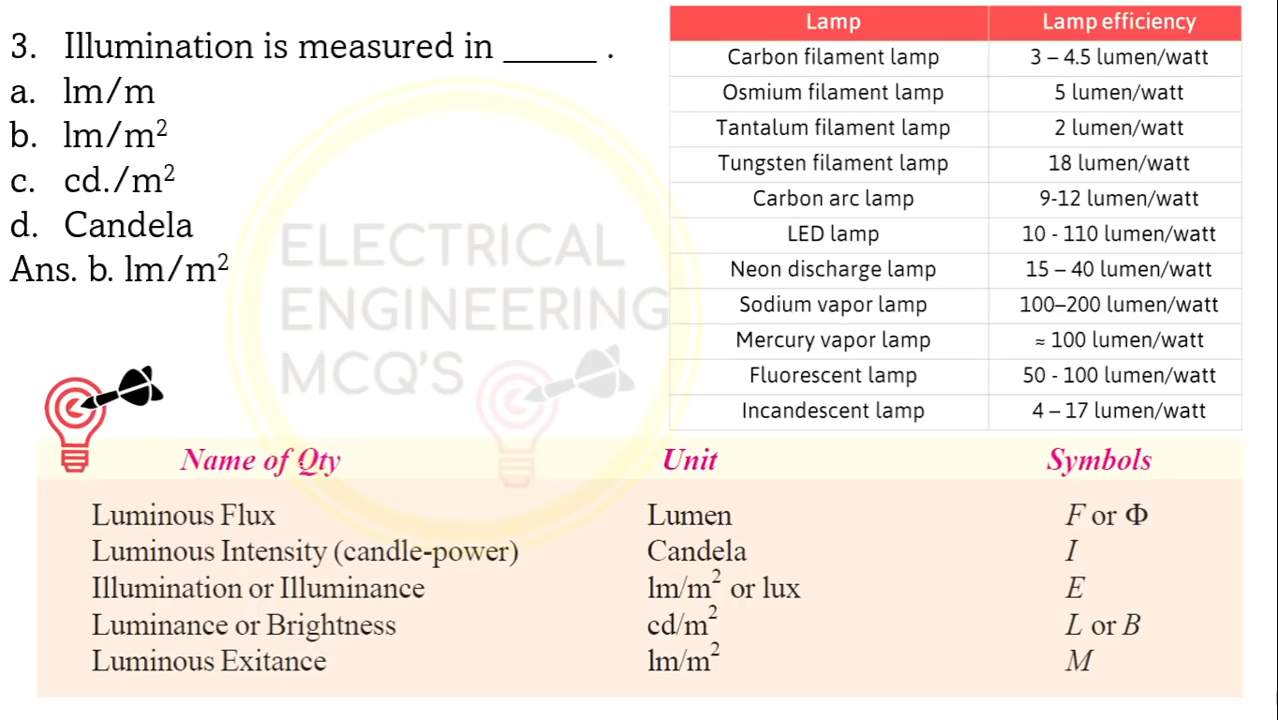 3. Illumination is measured in _____ .
a. lm/m
b. lm/m²
c. cd./m²
d. Candela
Ans. b. lm/m²
ELECTRICAL
ENGINEERING
MCQ'S
Lamp Lamp efficiency
Carbon filament lamp 3 – 4.5 lumen/watt
Osmium filament lamp 5 lumen/watt
Tantalum filament lamp 2 lumen/watt
Tungsten filament lamp 18 lumen/watt
Carbon arc lamp 9-12 lumen/watt
LED lamp 10 - 110 lumen/watt
Neon discharge lamp 15 – 40 lumen/watt
Sodium vapor lamp 100–200 lumen/watt
Mercury vapor lamp ≈ 100 lumen/watt
Fluorescent lamp 50 - 100 lumen/watt
Incandescent lamp 4 – 17 lumen/watt
Name of Qty Unit Symbols
Luminous Flux Lumen F or Φ
Luminous Intensity (candle-power) Candela I
Illumination or Illuminance lm/m² or lux E
Luminance or Brightness cd/m² L or B
Luminous Exitance lm/m² M